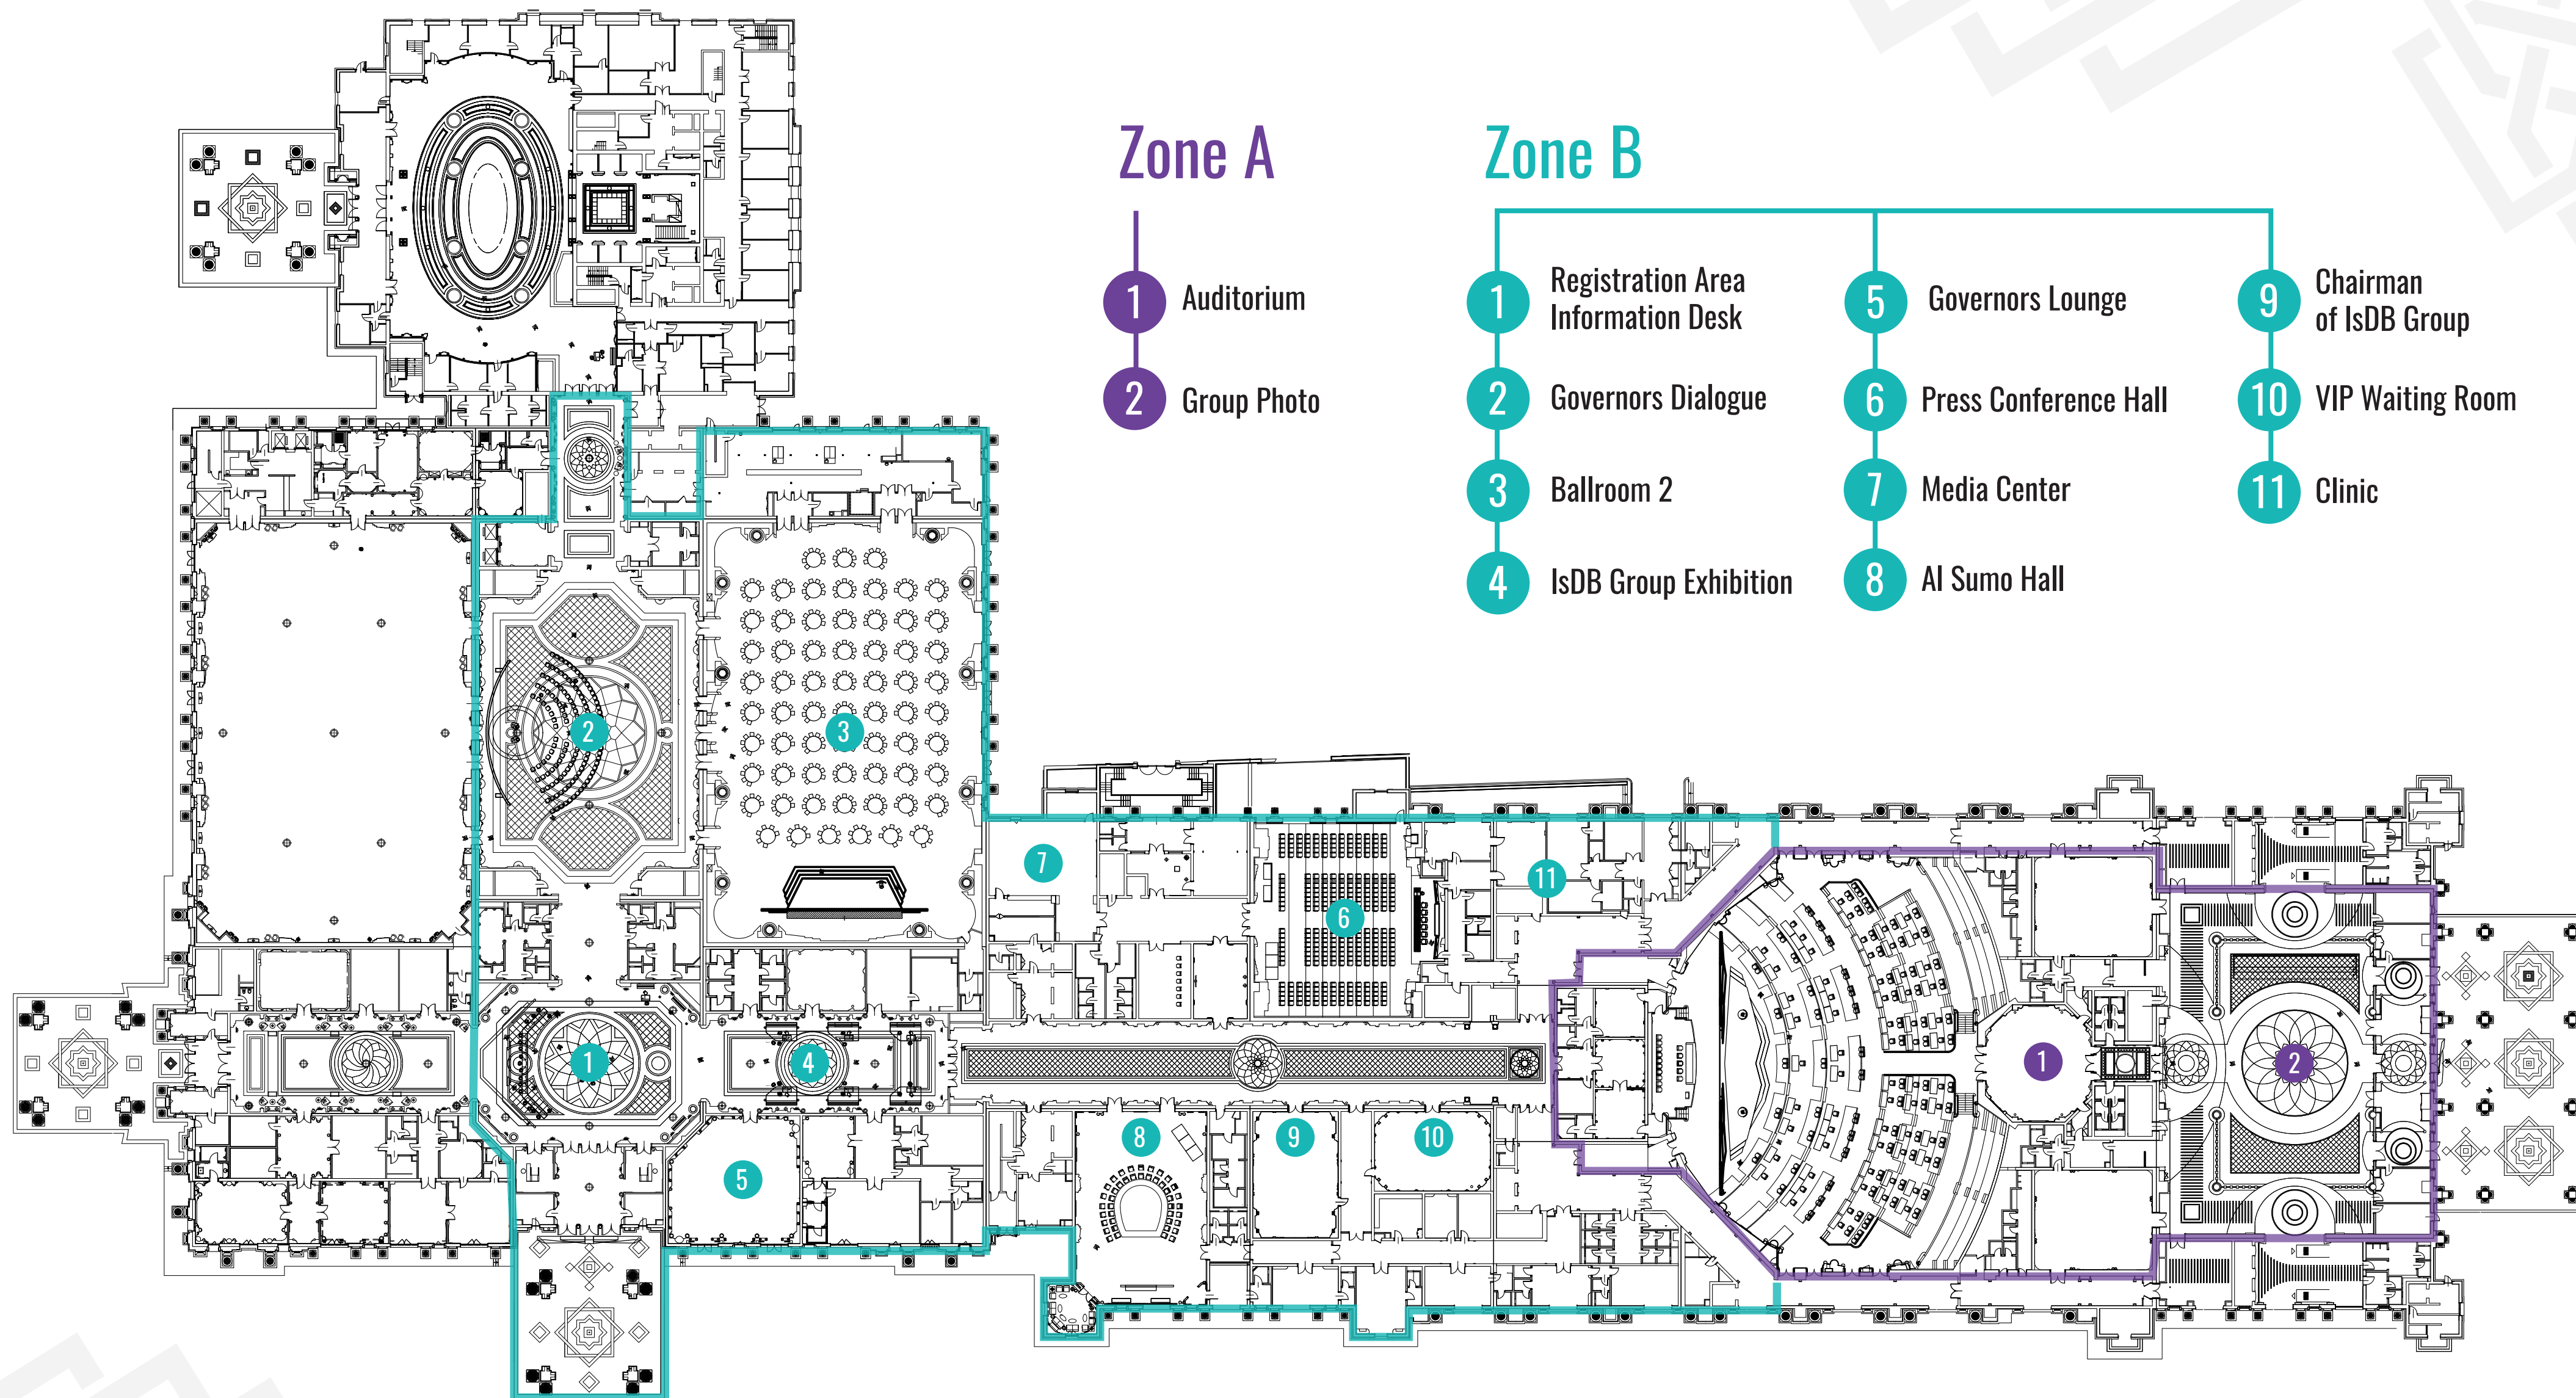 Zone A
1 Auditorium
2 Group Photo
Zone B
1 Registration Area
Information Desk
2 Governors Dialogue
3 Ballroom 2
4 IsDB Group Exhibition
5 Governors Lounge
6 Press Conference Hall
7 Media Center
8 Al Sumo Hall
9 Chairman
of IsDB Group
10 VIP Waiting Room
11 Clinic
2
3
7
11
6
1
4
1
2
8
9
10
5